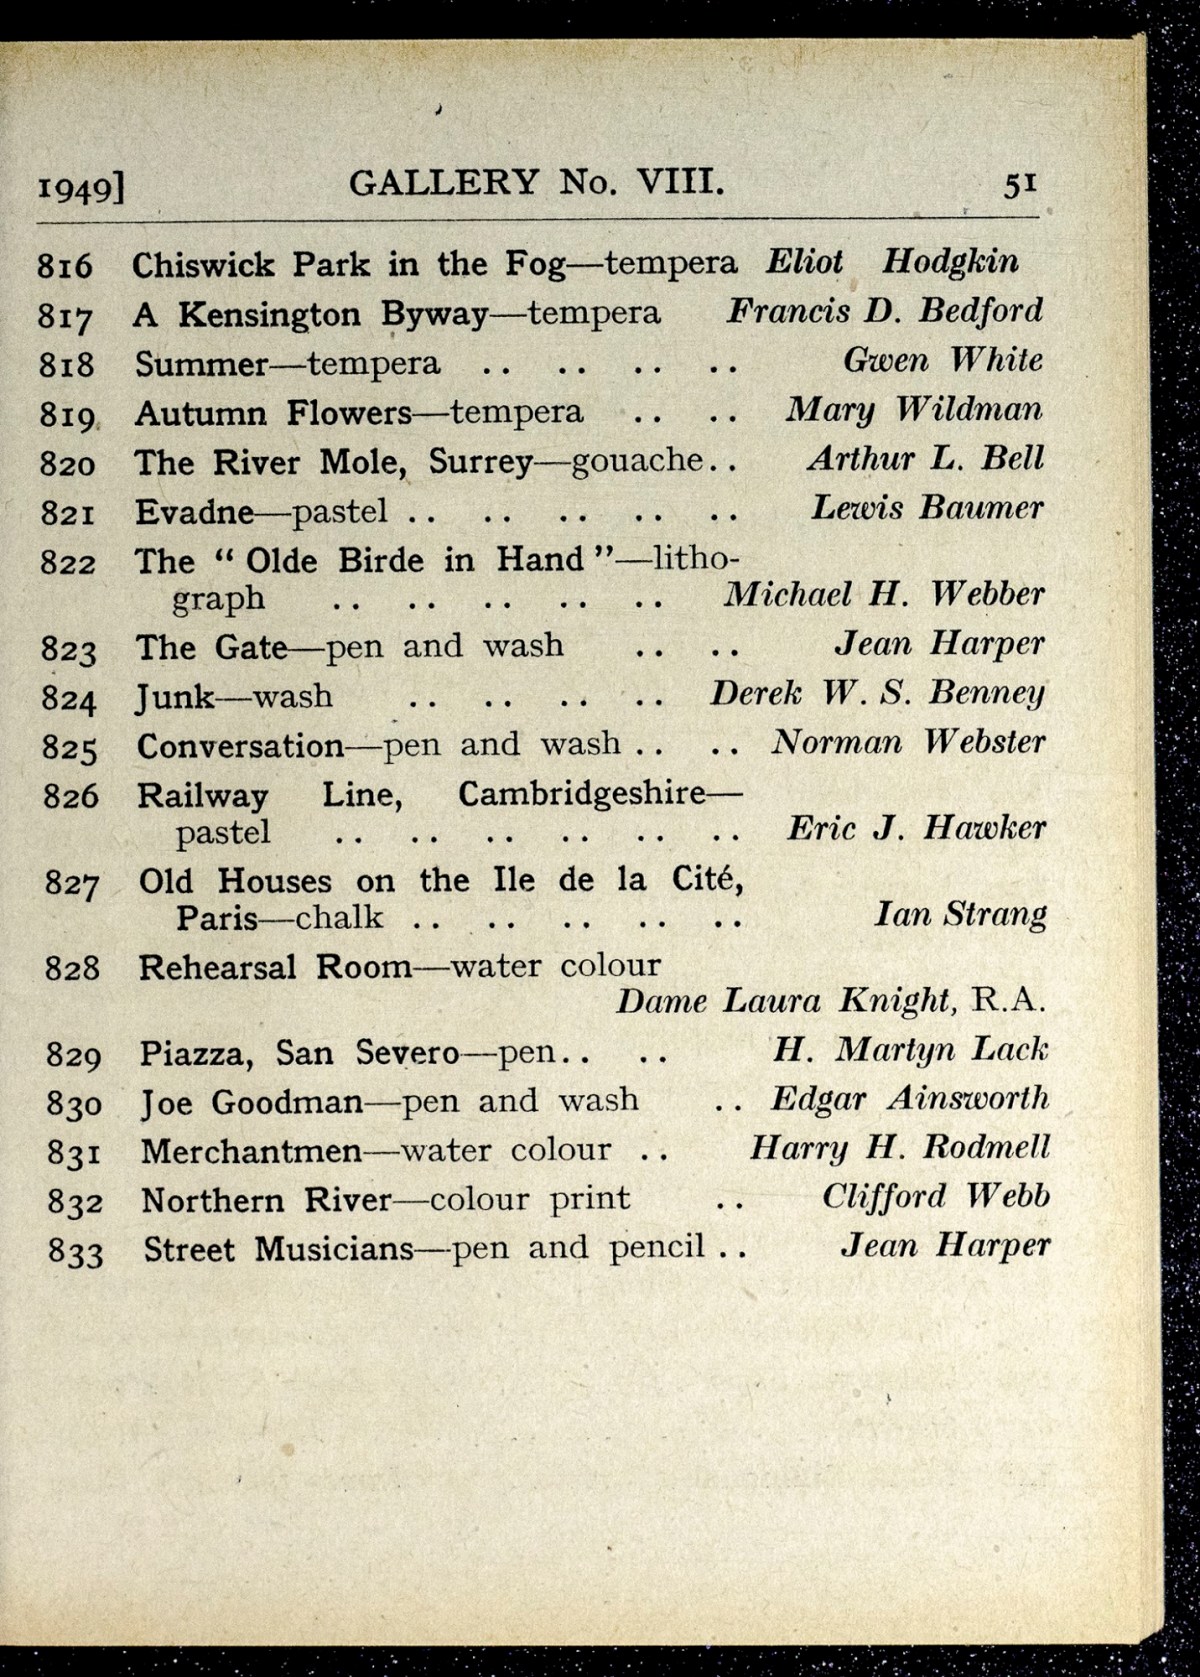 1949] GALLERY No. VIII. 51
816 Chiswick Park in the Fog—tempera Eliot Hodgkin
817 A Kensington Byway—tempera Francis D. Bedford
818 Summer—tempera .. .. .. .. Gwen White
819 Autumn Flowers—tempera .. .. Mary Wildman
820 The River Mole, Surrey—gouache.. Arthur L. Bell
821 Evadne—pastel .. .. .. .. .. Lewis Baumer
822 The “ Olde Birde in Hand ”—litho-
graph .. .. .. .. .. Michael H. Webber
823 The Gate—pen and wash .. .. Jean Harper
824 Junk—wash .. .. .. .. Derek W. S. Benney
825 Conversation—pen and wash .. .. Norman Webster
826 Railway Line, Cambridgeshire—
pastel .. .. .. .. .. .. Eric J. Hawker
827 Old Houses on the Ile de la Cité,
Paris—chalk .. .. .. .. .. Ian Strang
828 Rehearsal Room—water colour
Dame Laura Knight, R.A.
829 Piazza, San Severo—pen.. .. H. Martyn Lack
830 Joe Goodman—pen and wash .. Edgar Ainsworth
831 Merchantmen—water colour .. Harry H. Rodmell
832 Northern River—colour print .. Clifford Webb
833 Street Musicians—pen and pencil .. Jean Harper